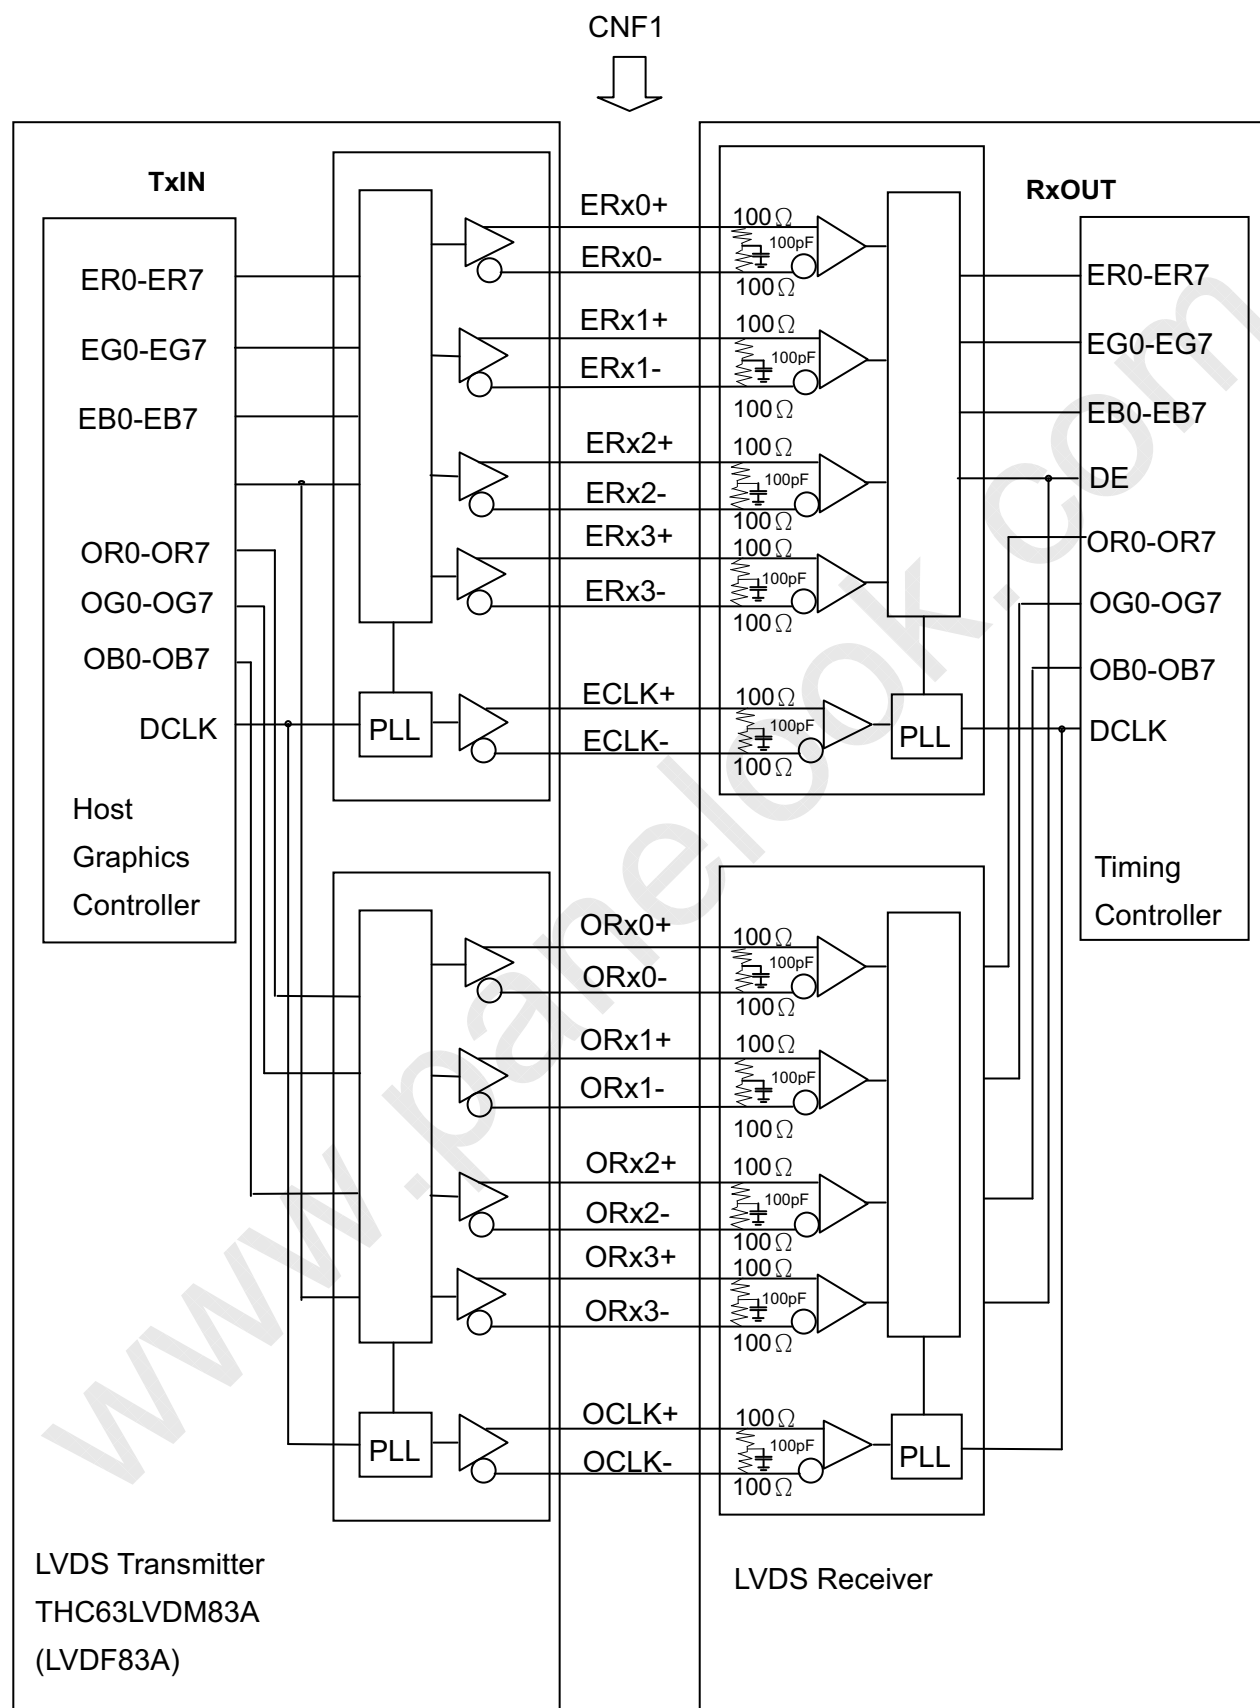 CNF1
TxIN
RxOUT
ER0-ER7
EG0-EG7
EB0-EB7
OR0-OR7
OG0-OG7
OB0-OB7
DCLK
Host
Graphics
Controller
PLL
ERx0+
ERx0-
ERx1+
ERx1-
ERx2+
ERx2-
ERx3+
ERx3-
ECLK+
ECLK-
100Ω
100pF
100Ω
100Ω
100pF
100Ω
100Ω
100pF
100Ω
100Ω
100pF
100Ω
100Ω
100pF
100Ω
PLL
ER0-ER7
EG0-EG7
EB0-EB7
DE
OR0-OR7
OG0-OG7
OB0-OB7
DCLK
Timing
Controller
PLL
ORx0+
ORx0-
ORx1+
ORx1-
ORx2+
ORx2-
ORx3+
ORx3-
OCLK+
OCLK-
100Ω
100pF
100Ω
100Ω
100pF
100Ω
100Ω
100pF
100Ω
100Ω
100pF
100Ω
100Ω
100pF
100Ω
PLL
LVDS Transmitter
THC63LVDM83A
(LVDF83A)
LVDS Receiver
www.panelook.com